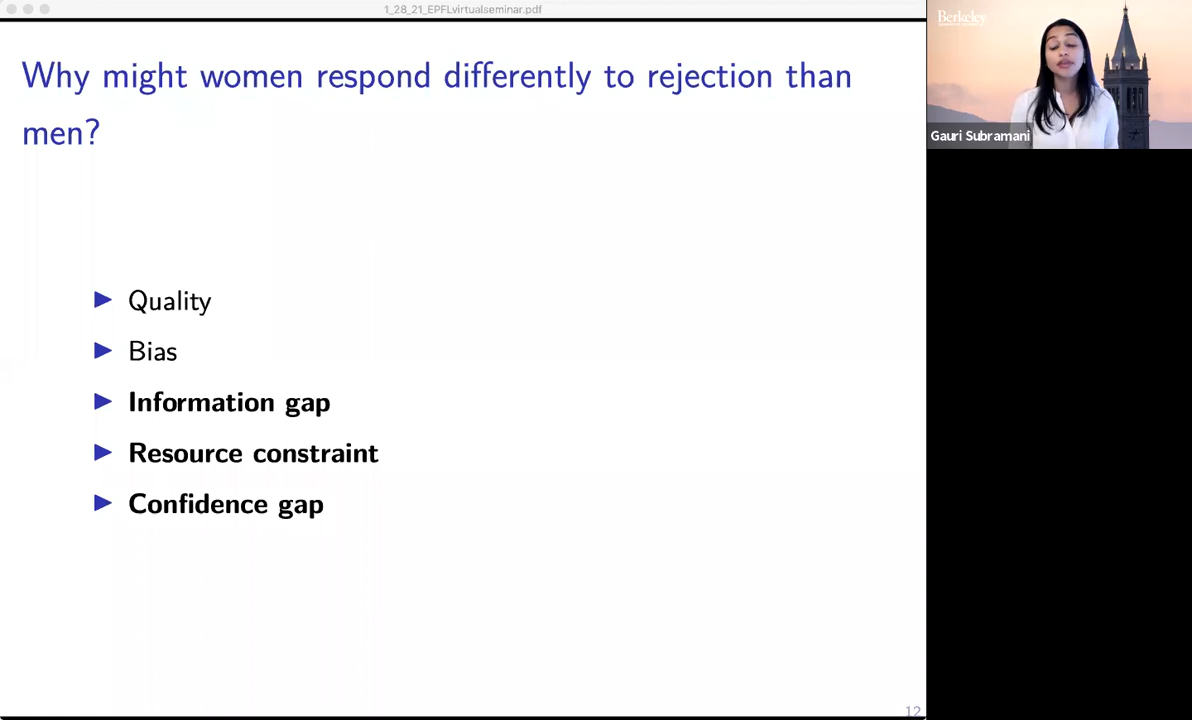 1_28_21_EPFLvirtualseminar.pdf
Why might women respond differently to rejection than
men?
Quality
Bias
Information gap
Resource constraint
Confidence gap
12
Berkeley
Gauri Subramani